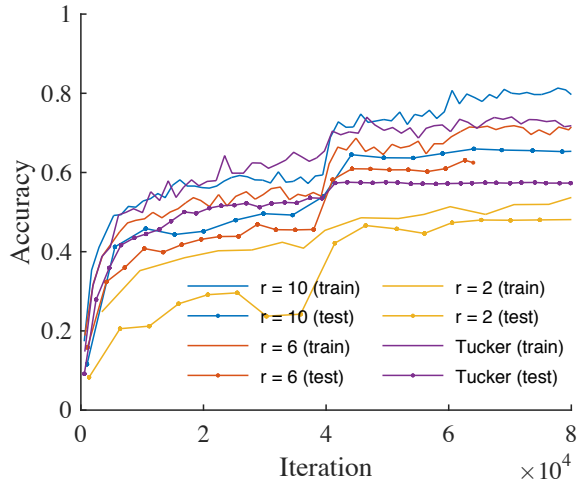 1
0.8
0.6
0.4
0.2
0
Accuracy
r = 10 (train)
r = 10 (test)
r = 6 (train)
r = 6 (test)
r = 2 (train)
r = 2 (test)
Tucker (train)
Tucker (test)
0 2 4 6 8
Iteration
×10⁴